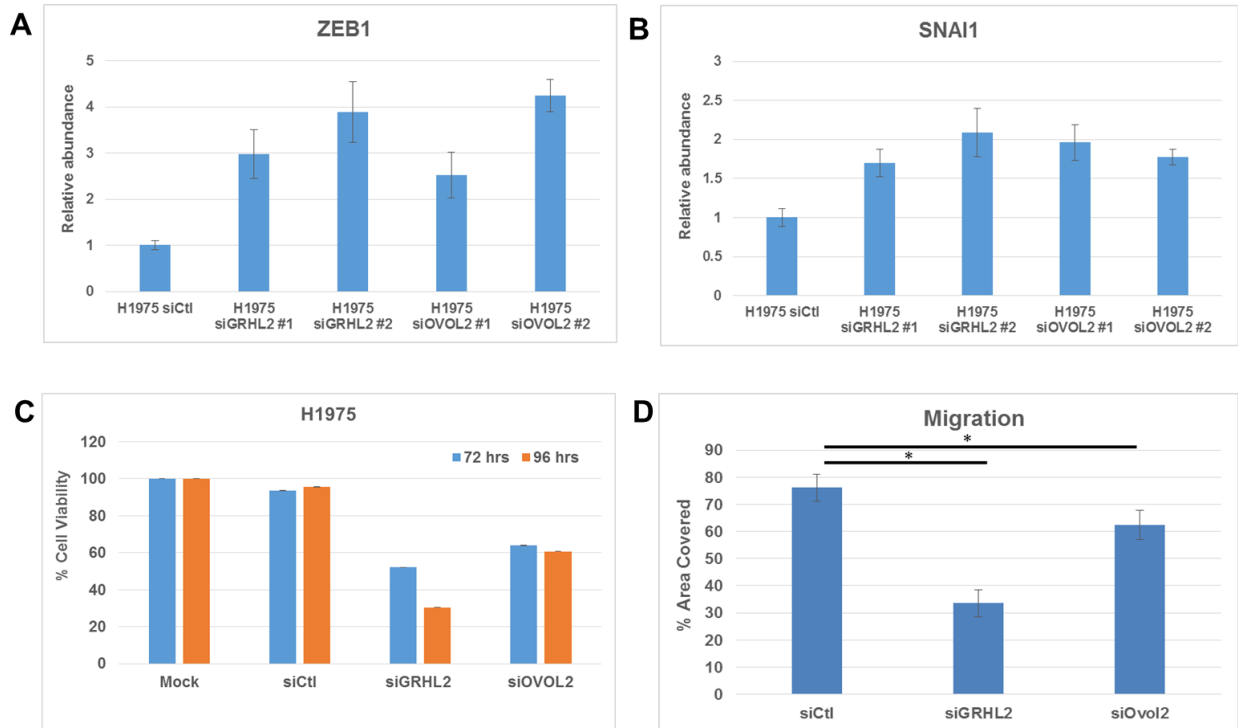 A
ZEB1
Relative abundance
5
4
3
2
1
0
H1975 siCtl
H1975
siGRHL2 #1
H1975
siGRHL2 #2
H1975
siOVOL2 #1
H1975
siOVOL2 #2
B
SNAI1
Relative abundance
3
2.5
2
1.5
1
0.5
0
H1975 siCtl
H1975
siGRHL2 #1
H1975
siGRHL2 #2
H1975
siOVOL2 #1
H1975
siOVOL2 #2
C
H1975
72 hrs 96 hrs
% Cell Viability
120
100
80
60
40
20
0
Mock
siCtl
siGRHL2
siOVOL2
D
Migration
*
*
% Area Covered
90
80
70
60
50
40
30
20
10
0
siCtl
siGRHL2
siOvol2